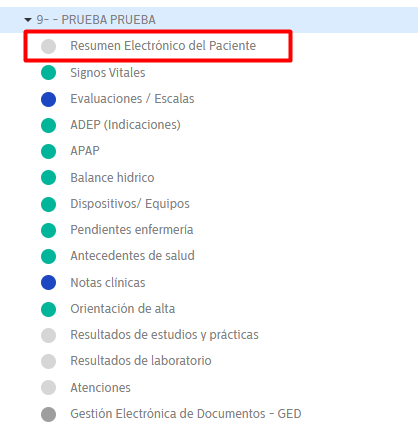 9- - PRUEBA PRUEBA
Resumen Electrónico del Paciente
Signos Vitales
Evaluaciones / Escalas
ADEP (Indicaciones)
APAP
Balance hidrico
Dispositivos/ Equipos
Pendientes enfermería
Antecedentes de salud
Notas clínicas
Orientación de alta
Resultados de estudios y prácticas
Resultados de laboratorio
Atenciones
Gestión Electrónica de Documentos - GED